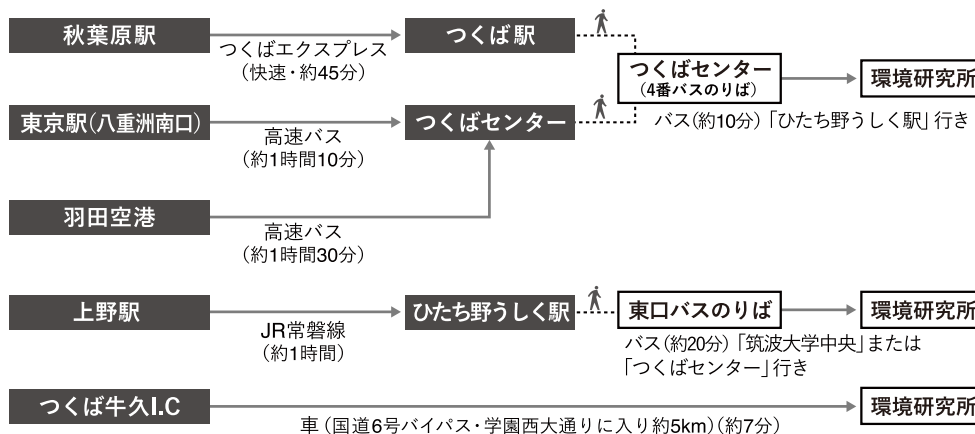 秋葉原駅
つくばエクスプレス
（快速・約45分）
つくば駅
つくばセンター
（4番バスのりば）
環境研究所
バス（約10分）「ひたち野うしく駅」行き
東京駅（八重洲南口）
高速バス
（約1時間10分）
つくばセンター
羽田空港
高速バス
（約1時間30分）
上野駅
JR常磐線
（約1時間）
ひたち野うしく駅
東口バスのりば
環境研究所
バス（約20分）「筑波大学中央」または
「つくばセンター」行き
つくば牛久I.C
車（国道6号バイパス・学園西大通りに入り約5km）（約7分）
環境研究所